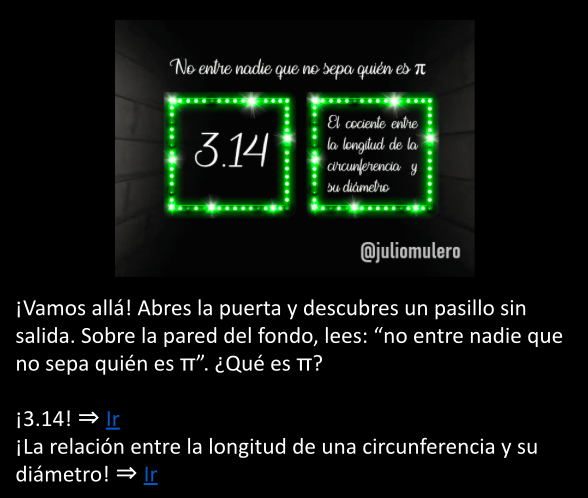 No entre nadie que no sepa quién es π
3.14
El cociente entre
la longitud de la
circunferencia y
su diámetro
@juliomulero
¡Vamos allá! Abres la puerta y descubres un pasillo sin
salida. Sobre la pared del fondo, lees: “no entre nadie que
no sepa quién es π”. ¿Qué es π?
¡3.14! ⇒ Ir
¡La relación entre la longitud de una circunferencia y su
diámetro! ⇒ Ir